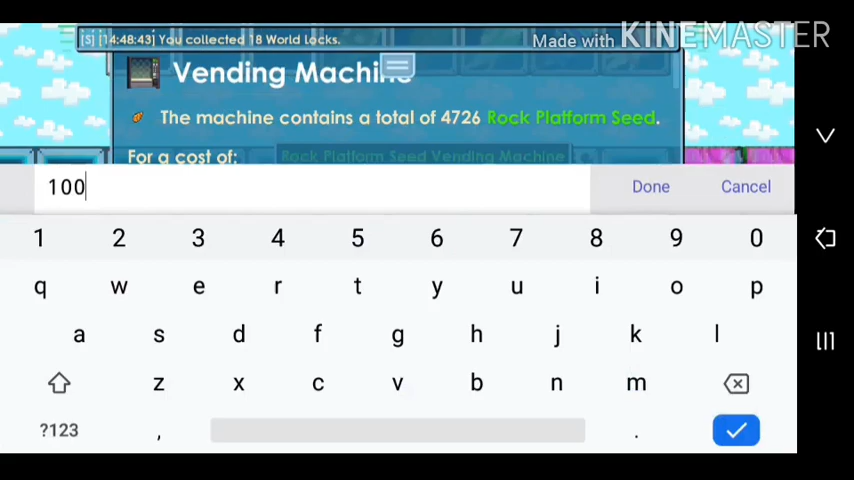 [S] [14:48:43] You collected 18 World Locks.
Made with KINEMASTER
Vending Machine
The machine contains a total of 4726 Rock Platform Seed.
For a cost of:
Rock Platform Seed Vending Machine
100
Done
Cancel
1 2 3 4 5 6 7 8 9 0
q w e r t y u i o p
a s d f g h j k l
z x c v b n m
?123 , .